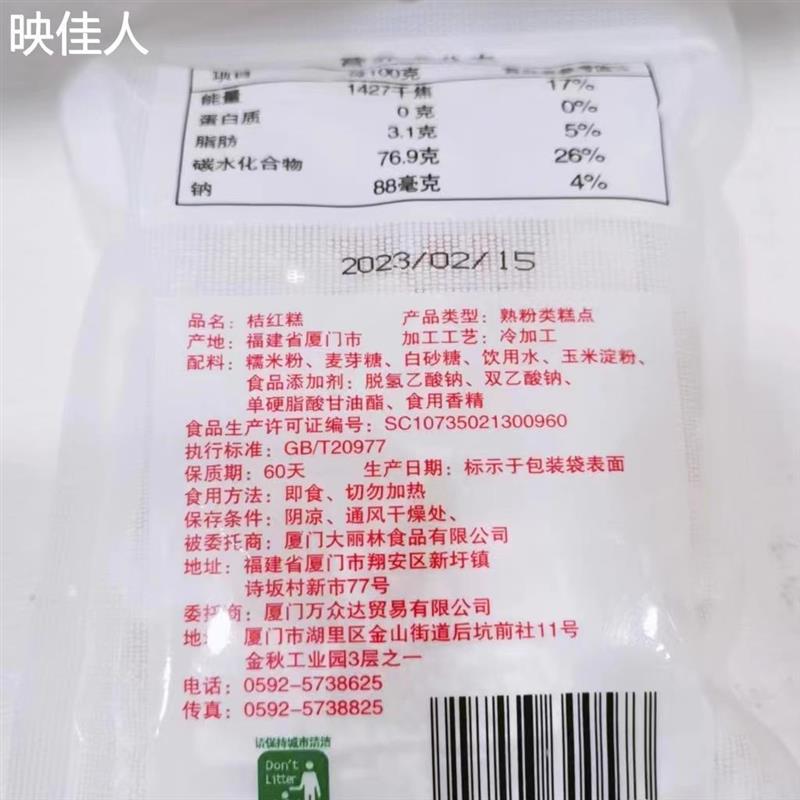 映佳人
项目 每100克
能量 1427千焦 17%
蛋白质 0克 0%
脂肪 3.1克 5%
碳水化合物 76.9克 26%
钠 88毫克 4%
2023/02/15
品名：桔红糕 产品类型：熟粉类糕点
产地：福建省厦门市 加工工艺：冷加工
配料：糯米粉、麦芽糖、白砂糖、饮用水、玉米淀粉、
食品添加剂：脱氢乙酸钠、双乙酸钠、
单硬脂酸甘油酯、食用香精
食品生产许可证编号：SC10735021300960
执行标准：GB/T20977
保质期：60天 生产日期：标示于包装袋表面
食用方法：即食、切勿加热
保存条件：阴凉、通风干燥处、
被委托商：厦门大丽林食品有限公司
地址：福建省厦门市翔安区新圩镇
诗坂村新市77号
委托商：厦门万众达贸易有限公司
地址：厦门市湖里区金山街道后坑前社11号
金秋工业园3层之一
电话：0592-5738625
传真：0592-5738825
请保持城市清洁
Don't
Litter